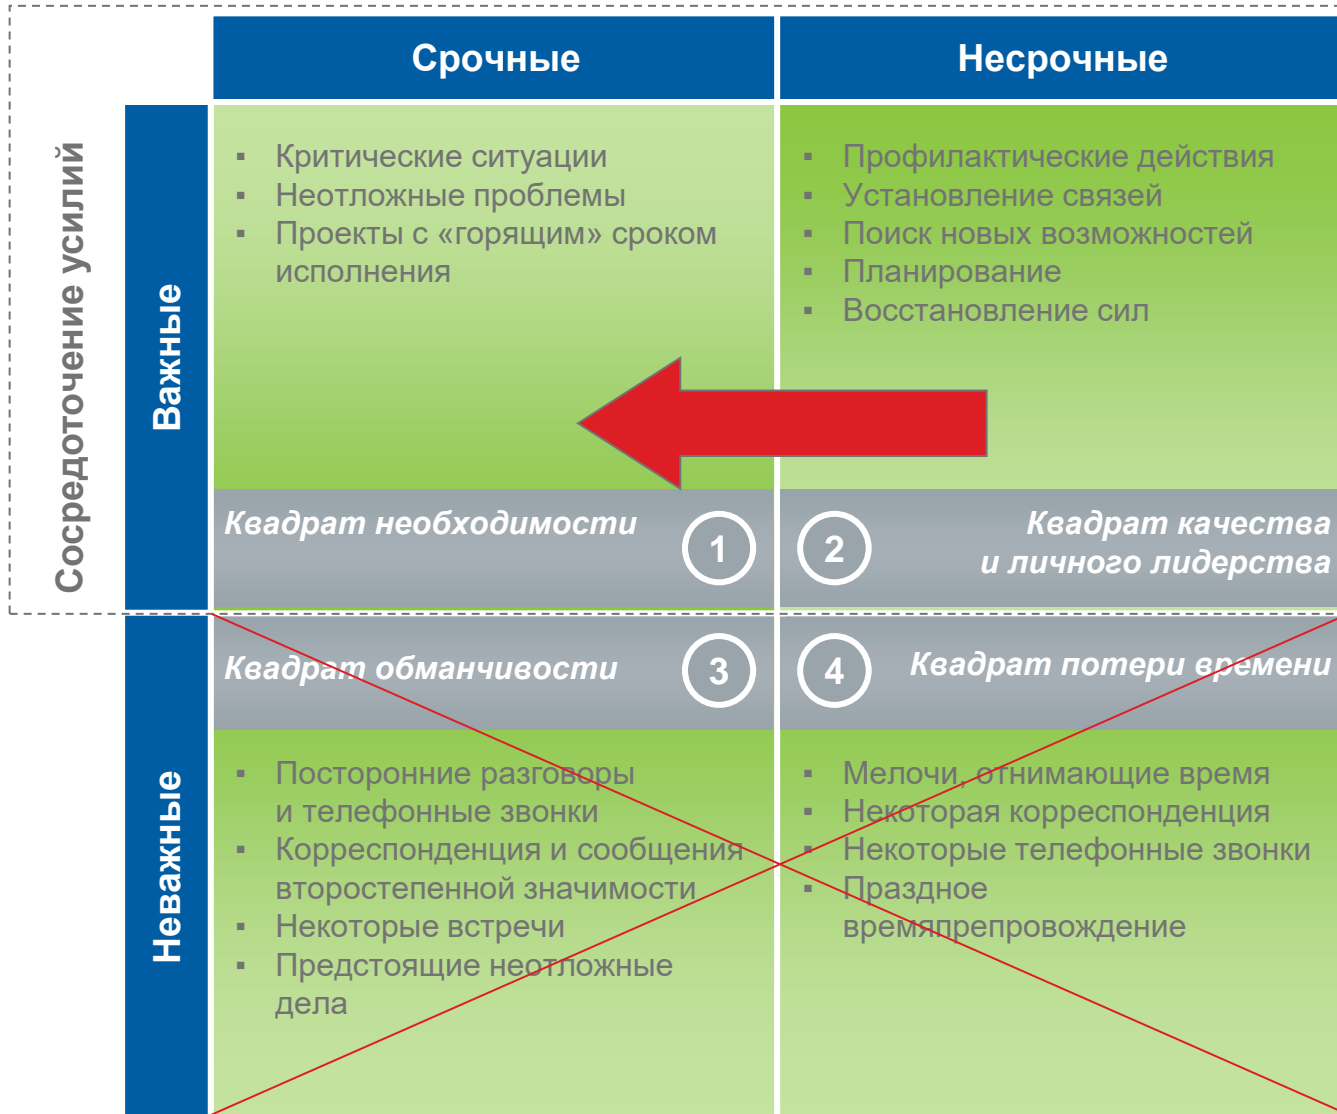 Срочные
Несрочные
Сосредоточение усилий
Важные
▪ Критические ситуации
▪ Неотложные проблемы
▪ Проекты с «горящим» сроком
исполнения
▪ Профилактические действия
▪ Установление связей
▪ Поиск новых возможностей
▪ Планирование
▪ Восстановление сил
Квадрат необходимости
1
2
Квадрат качества
и личного лидерства
Неважные
Квадрат обманчивости
3
4
Квадрат потери времени
▪ Посторонние разговоры
и телефонные звонки
▪ Корреспонденция и сообщения
второстепенной значимости
▪ Некоторые встречи
▪ Предстоящие неотложные
дела
▪ Мелочи, отнимающие время
▪ Некоторая корреспонденция
▪ Некоторые телефонные звонки
▪ Праздное
времяпрепровождение